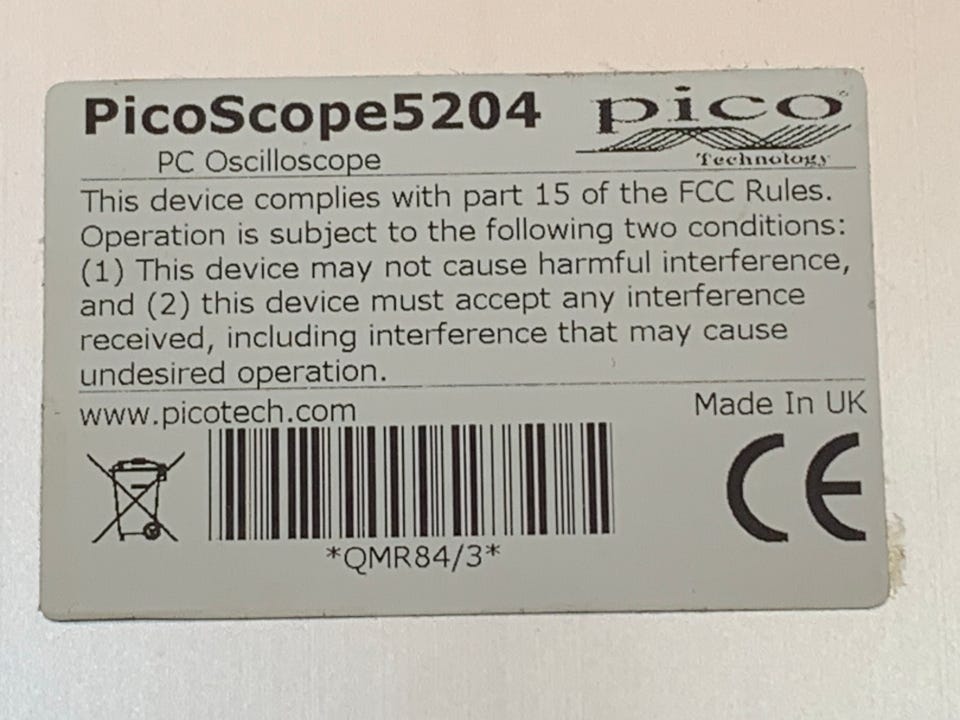 PicoScope5204
pico
Technology
PC Oscilloscope
This device complies with part 15 of the FCC Rules.
Operation is subject to the following two conditions:
(1) This device may not cause harmful interference,
and (2) this device must accept any interference
received, including interference that may cause
undesired operation.
www.picotech.com
Made In UK
CE
*QMR84/3*